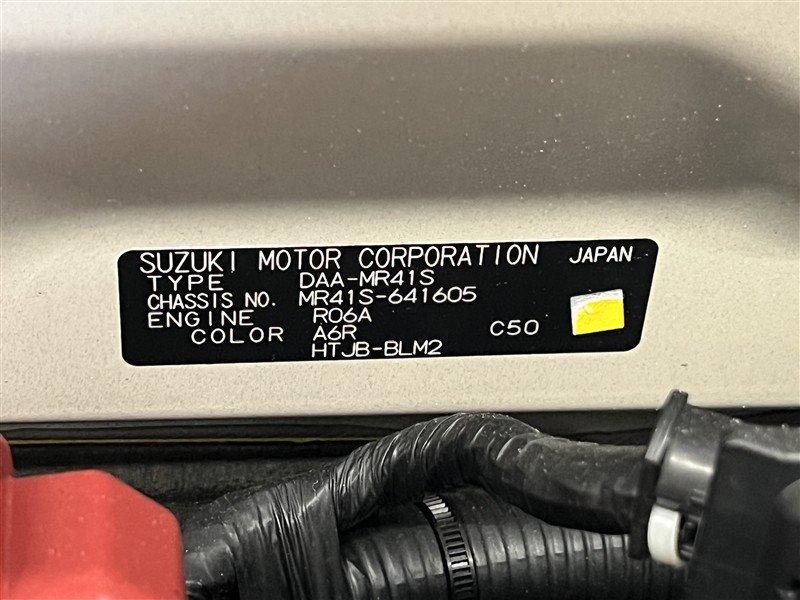 SUZUKI MOTOR CORPORATION JAPAN
TYPE DAA-MR41S
CHASSIS NO. MR41S-641605
ENGINE R06A
COLOR A6R C50
HTJB-BLM2